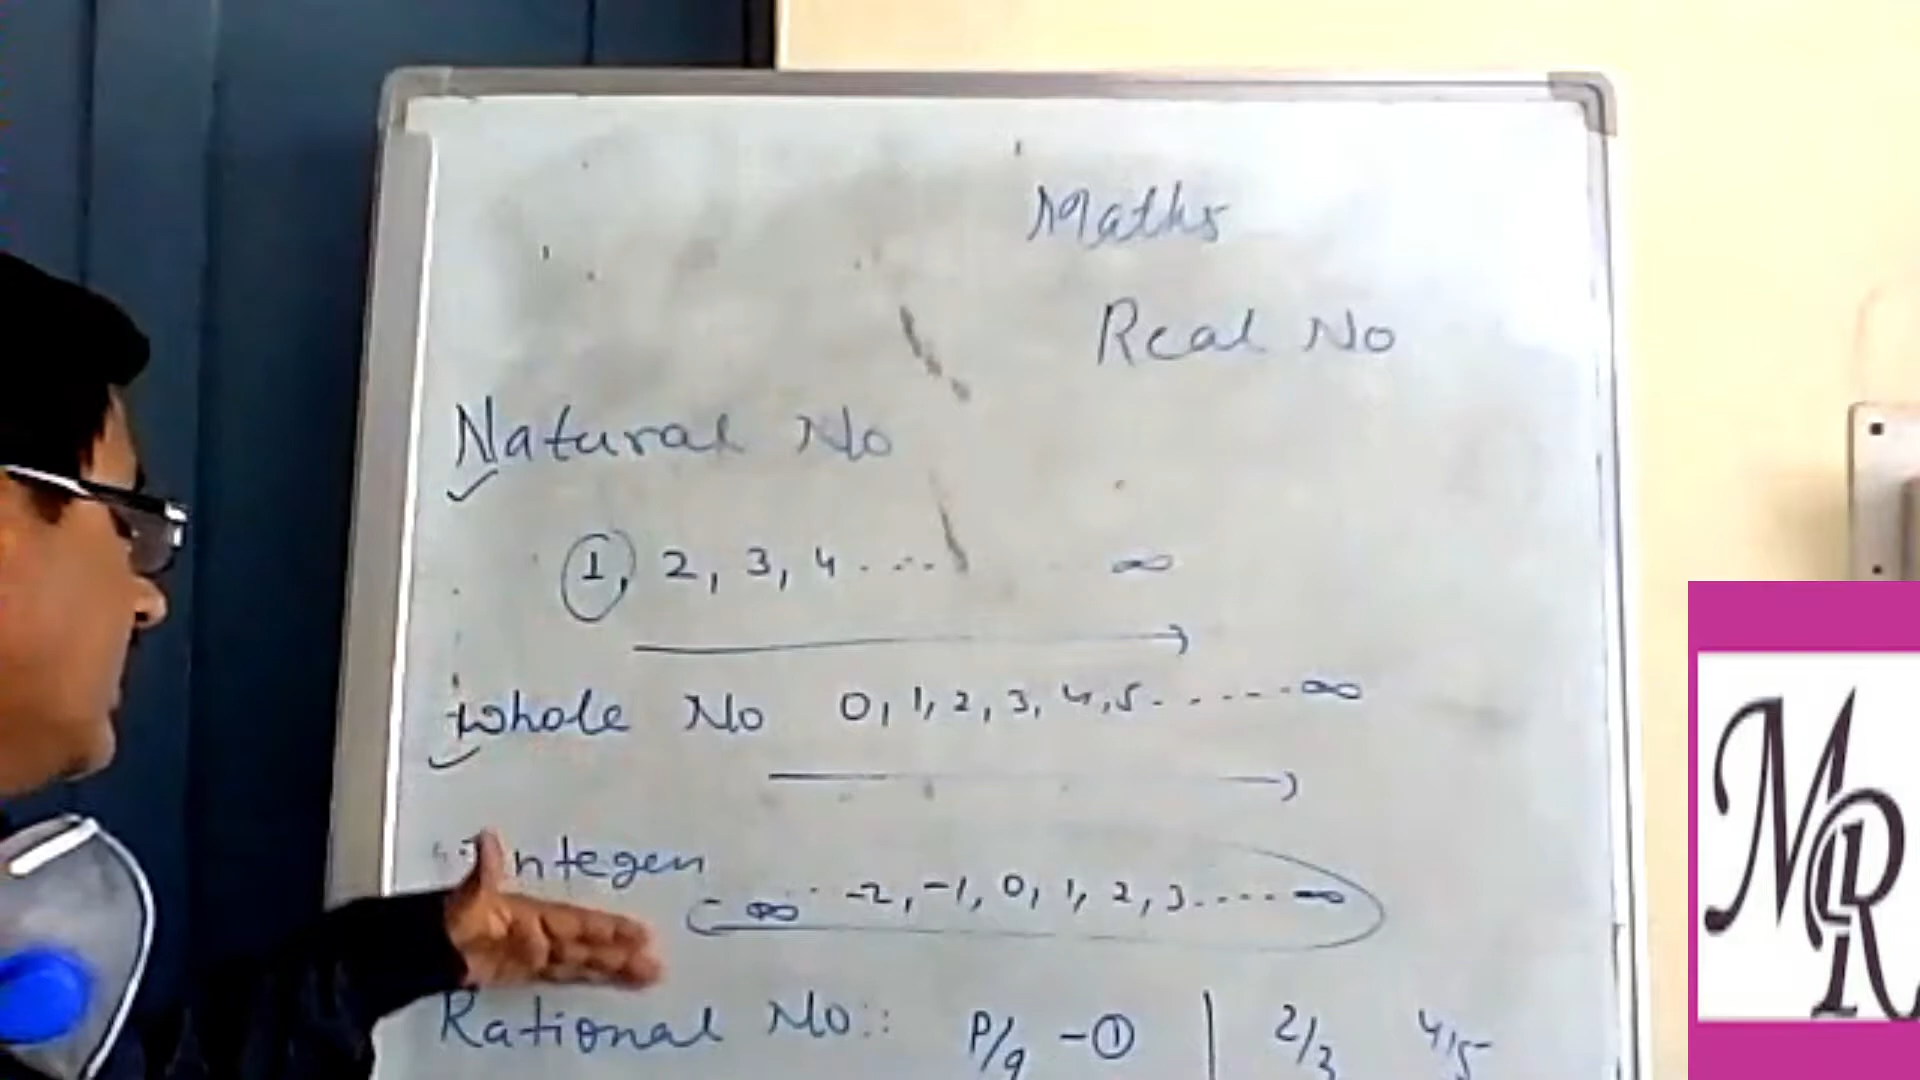 Maths
Real No
Natural No
1, 2, 3, 4 ..... ∞
Whole No 0, 1, 2, 3, 4, 5 ...... ∞
Integer
- ∞ .. -2, -1, 0, 1, 2, 3 ..... ∞
Rational No:: P/q - ① | 2/3 4/5
MR